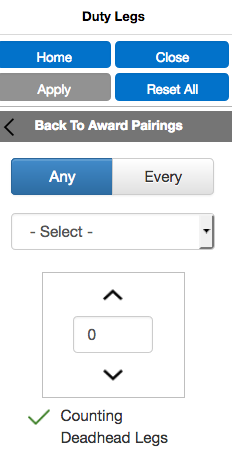 Duty Legs
Home Close
Apply Reset All
Back To Award Pairings
Any Every
- Select -
0
Counting
Deadhead Legs